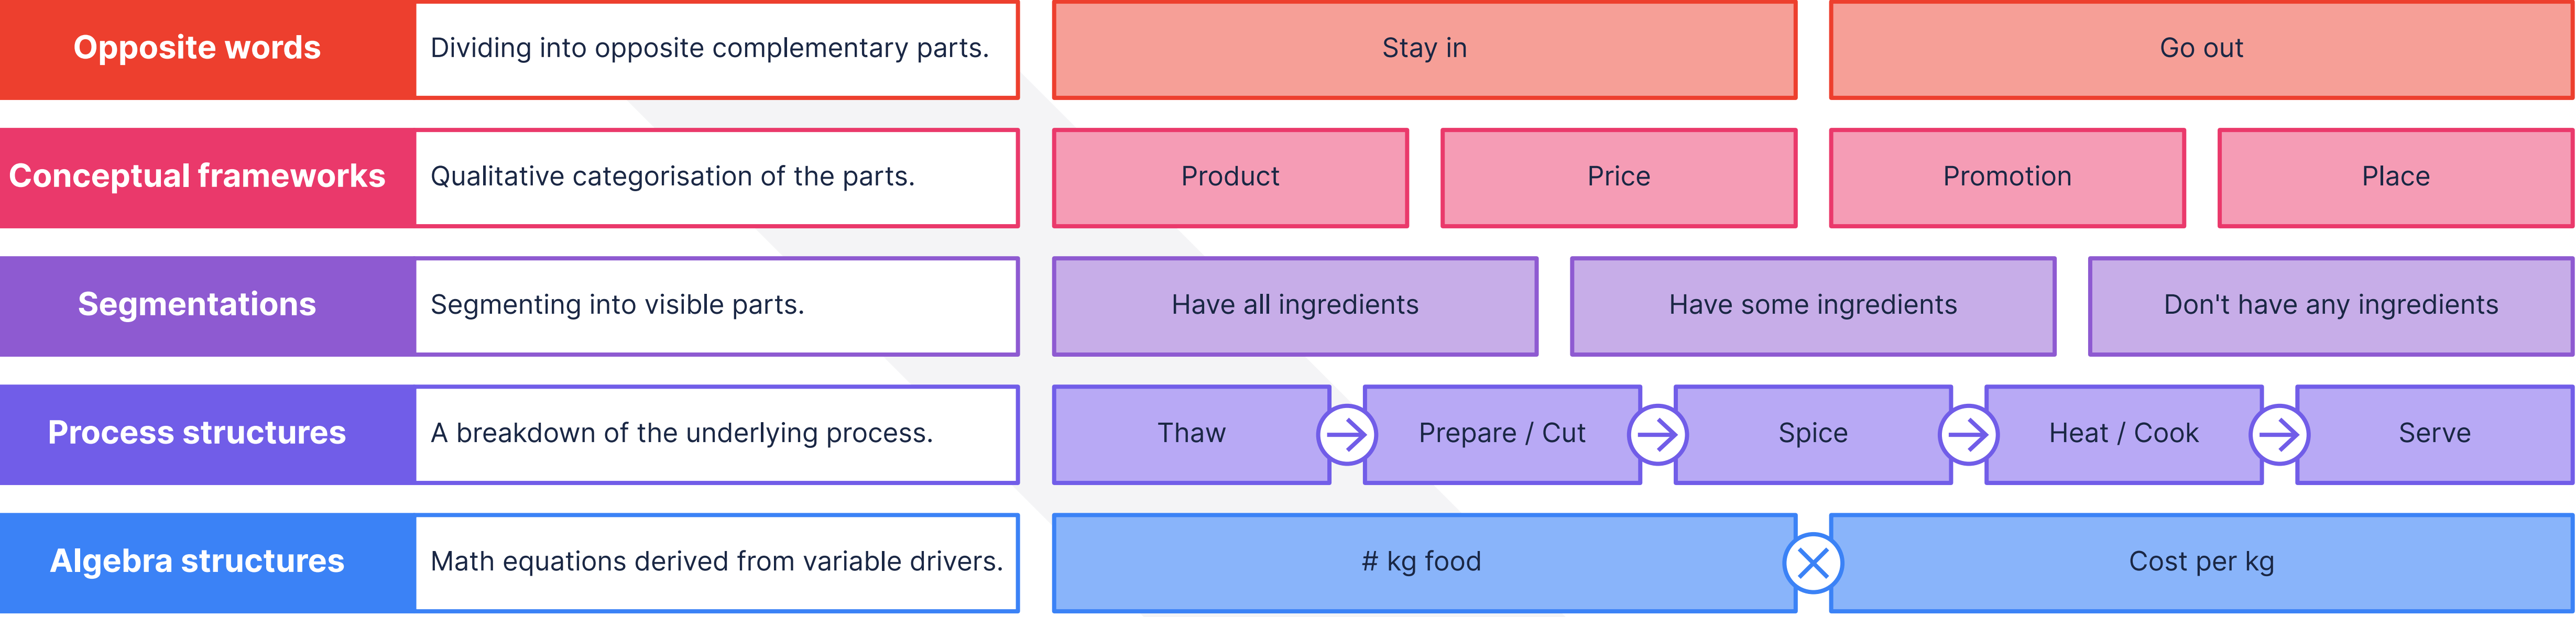 Opposite words
Dividing into opposite complementary parts.
Stay in
Go out
Conceptual frameworks
Qualitative categorisation of the parts.
Product
Price
Promotion
Place
Segmentations
Segmenting into visible parts.
Have all ingredients
Have some ingredients
Don't have any ingredients
Process structures
A breakdown of the underlying process.
Thaw
Prepare / Cut
Spice
Heat / Cook
Serve
Algebra structures
Math equations derived from variable drivers.
# kg food
Cost per kg